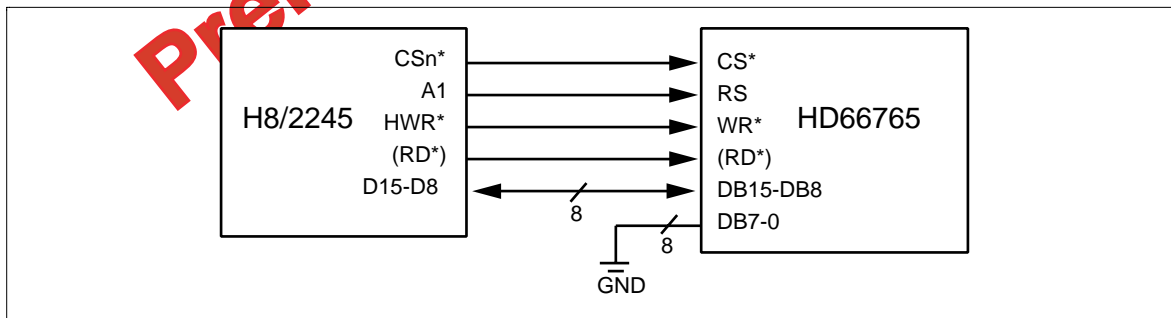 Prel
H8/2245
CSn*
A1
HWR*
(RD*)
D15-D8
8
HD66765
CS*
RS
WR*
(RD*)
DB15-DB8
DB7-0
8
GND